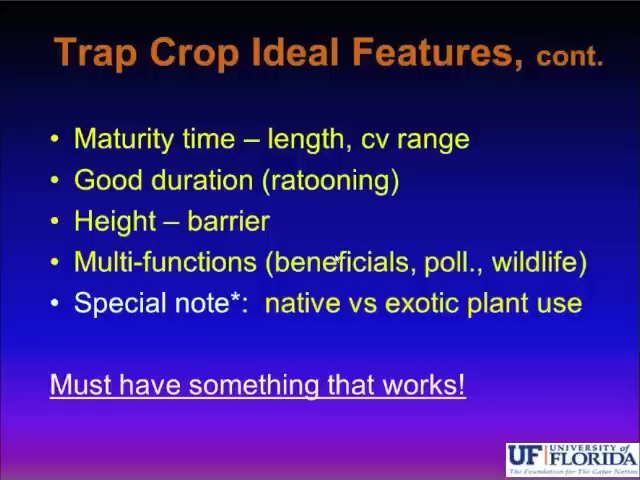 Trap Crop Ideal Features, cont.
• Maturity time – length, cv range
• Good duration (ratooning)
• Height – barrier
• Multi-functions (beneficials, poll., wildlife)
• Special note*: native vs exotic plant use
Must have something that works!
UF UNIVERSITY of
FLORIDA
The Foundation for The Gator Nation